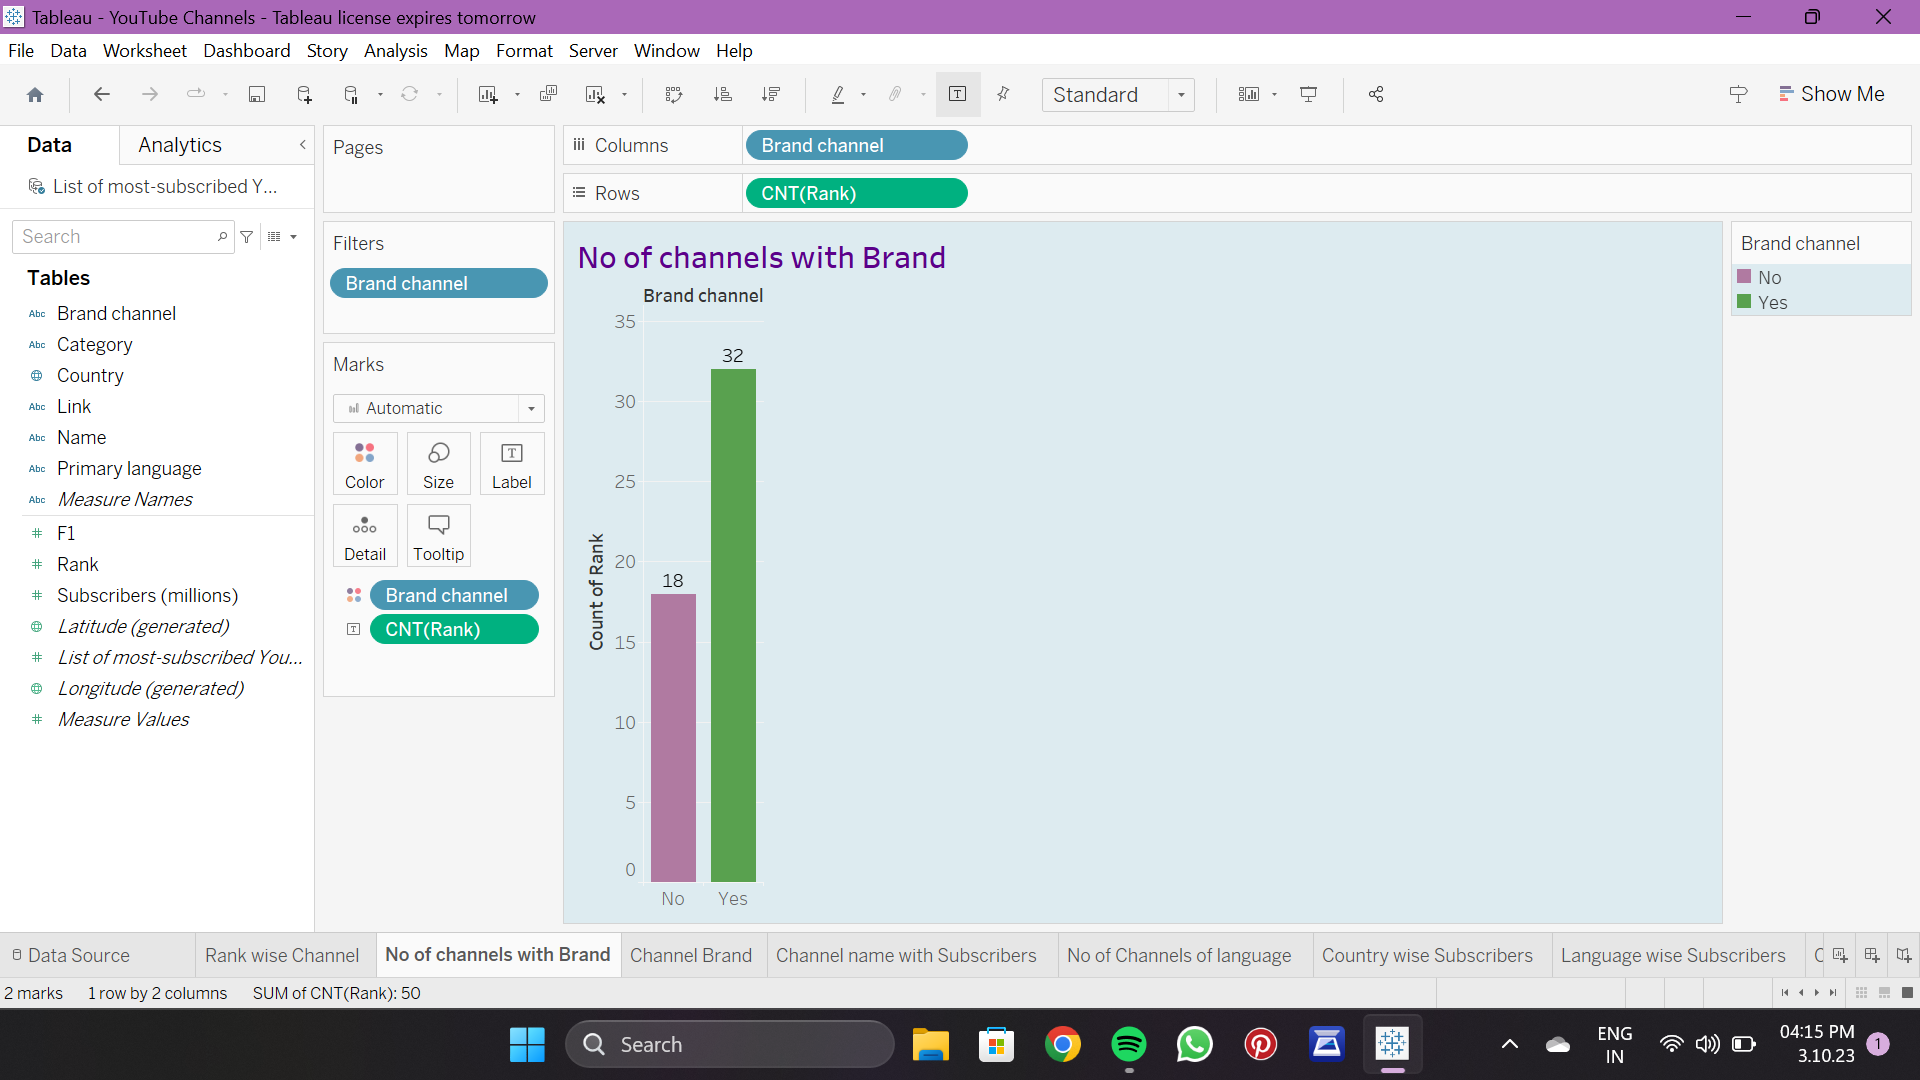 Tableau - YouTube Channels - Tableau license expires tomorrow
File Data Worksheet Dashboard Story Analysis Map Format Server Window Help
Standard
Show Me
Data Analytics
List of most-subscribed Y...
Search
Tables
Abc Brand channel
Abc Category
Country
Abc Link
Abc Name
Abc Primary language
Abc Measure Names
# F1
# Rank
# Subscribers (millions)
Latitude (generated)
# List of most-subscribed You...
Longitude (generated)
# Measure Values
Pages
Filters
Brand channel
Marks
Automatic
Color Size Label
Detail Tooltip
Brand channel
CNT(Rank)
Columns Brand channel
Rows CNT(Rank)
No of channels with Brand
Brand channel
35
30
25
20
15
10
5
0
Count of Rank
18
32
No Yes
Brand channel
No
Yes
Data Source Rank wise Channel No of channels with Brand Channel Brand Channel name with Subscribers No of Channels of language Country wise Subscribers Language wise Subscribers
2 marks 1 row by 2 columns SUM of CNT(Rank): 50
Search
ENG
IN
04:15 PM
3.10.23
1